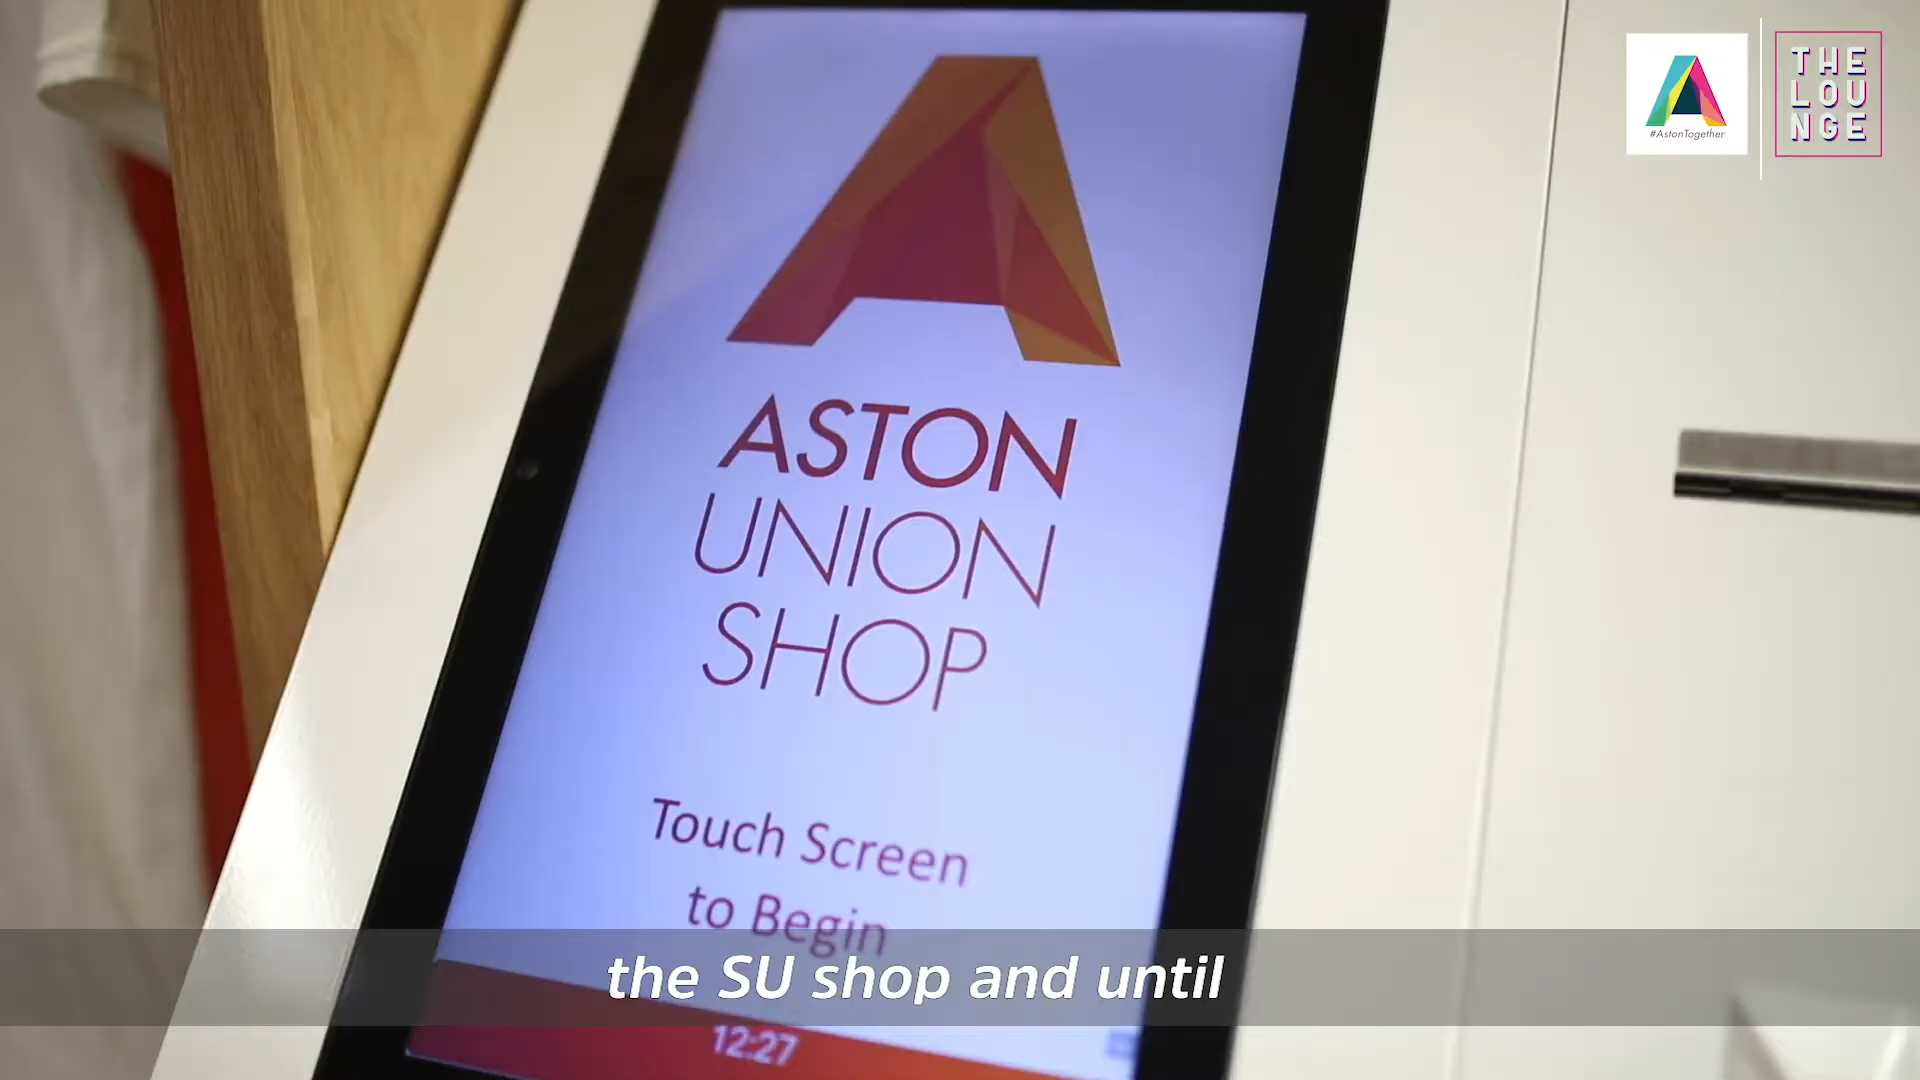 #AstonTogether
THE
LOU
NGE
ASTON
UNION
SHOP
Touch Screen
to Begin
the SU shop and until
12:27